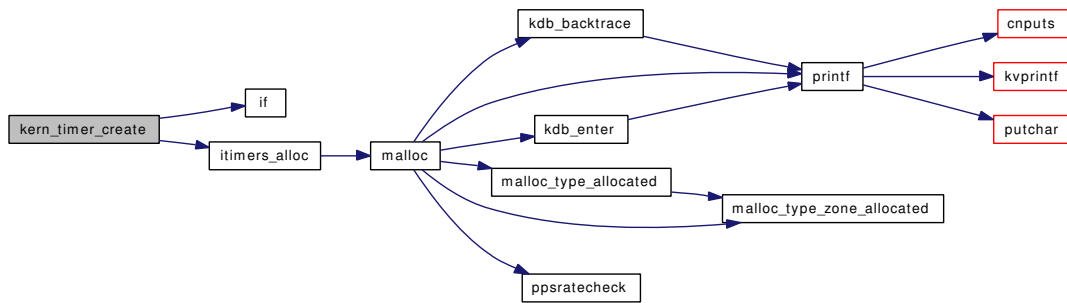 kern_timer_create
if
itimers_alloc
malloc
kdb_backtrace
kdb_enter
malloc_type_allocated
ppsratecheck
printf
malloc_type_zone_allocated
cnputs
kvprintf
putchar